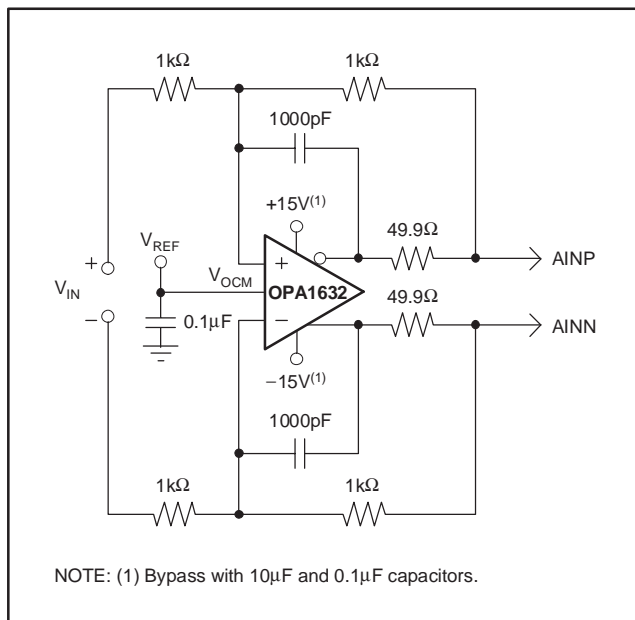 1kΩ
1kΩ
1000pF
+15V(1)
49.9Ω
VREF
+
VOCM
+
AINP
VIN
OPA1632
49.9Ω
−
0.1µF
−
AINN
−15V(1)
1000pF
1kΩ
1kΩ
NOTE: (1) Bypass with 10µF and 0.1µF capacitors.